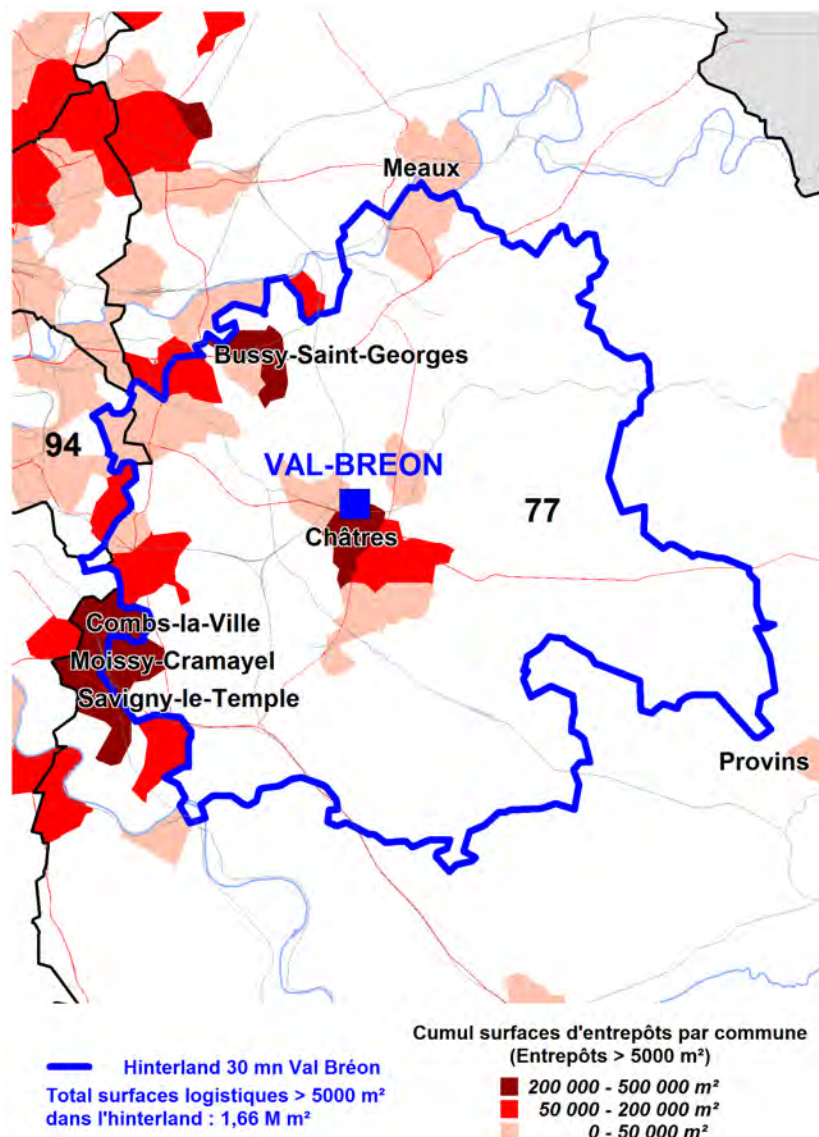 Meaux
Bussy-Saint-Georges
94
VAL-BREON
77
Châtres
Combs-la-Ville
Moissy-Cramayel
Savigny-le-Temple
Provins
Hinterland 30 mn Val Bréon
Total surfaces logistiques > 5000 m²
dans l'hinterland : 1,66 M m²
Cumul surfaces d'entrepôts par commune
(Entrepôts > 5000 m²)
200 000 - 500 000 m²
50 000 - 200 000 m²
0 - 50 000 m²